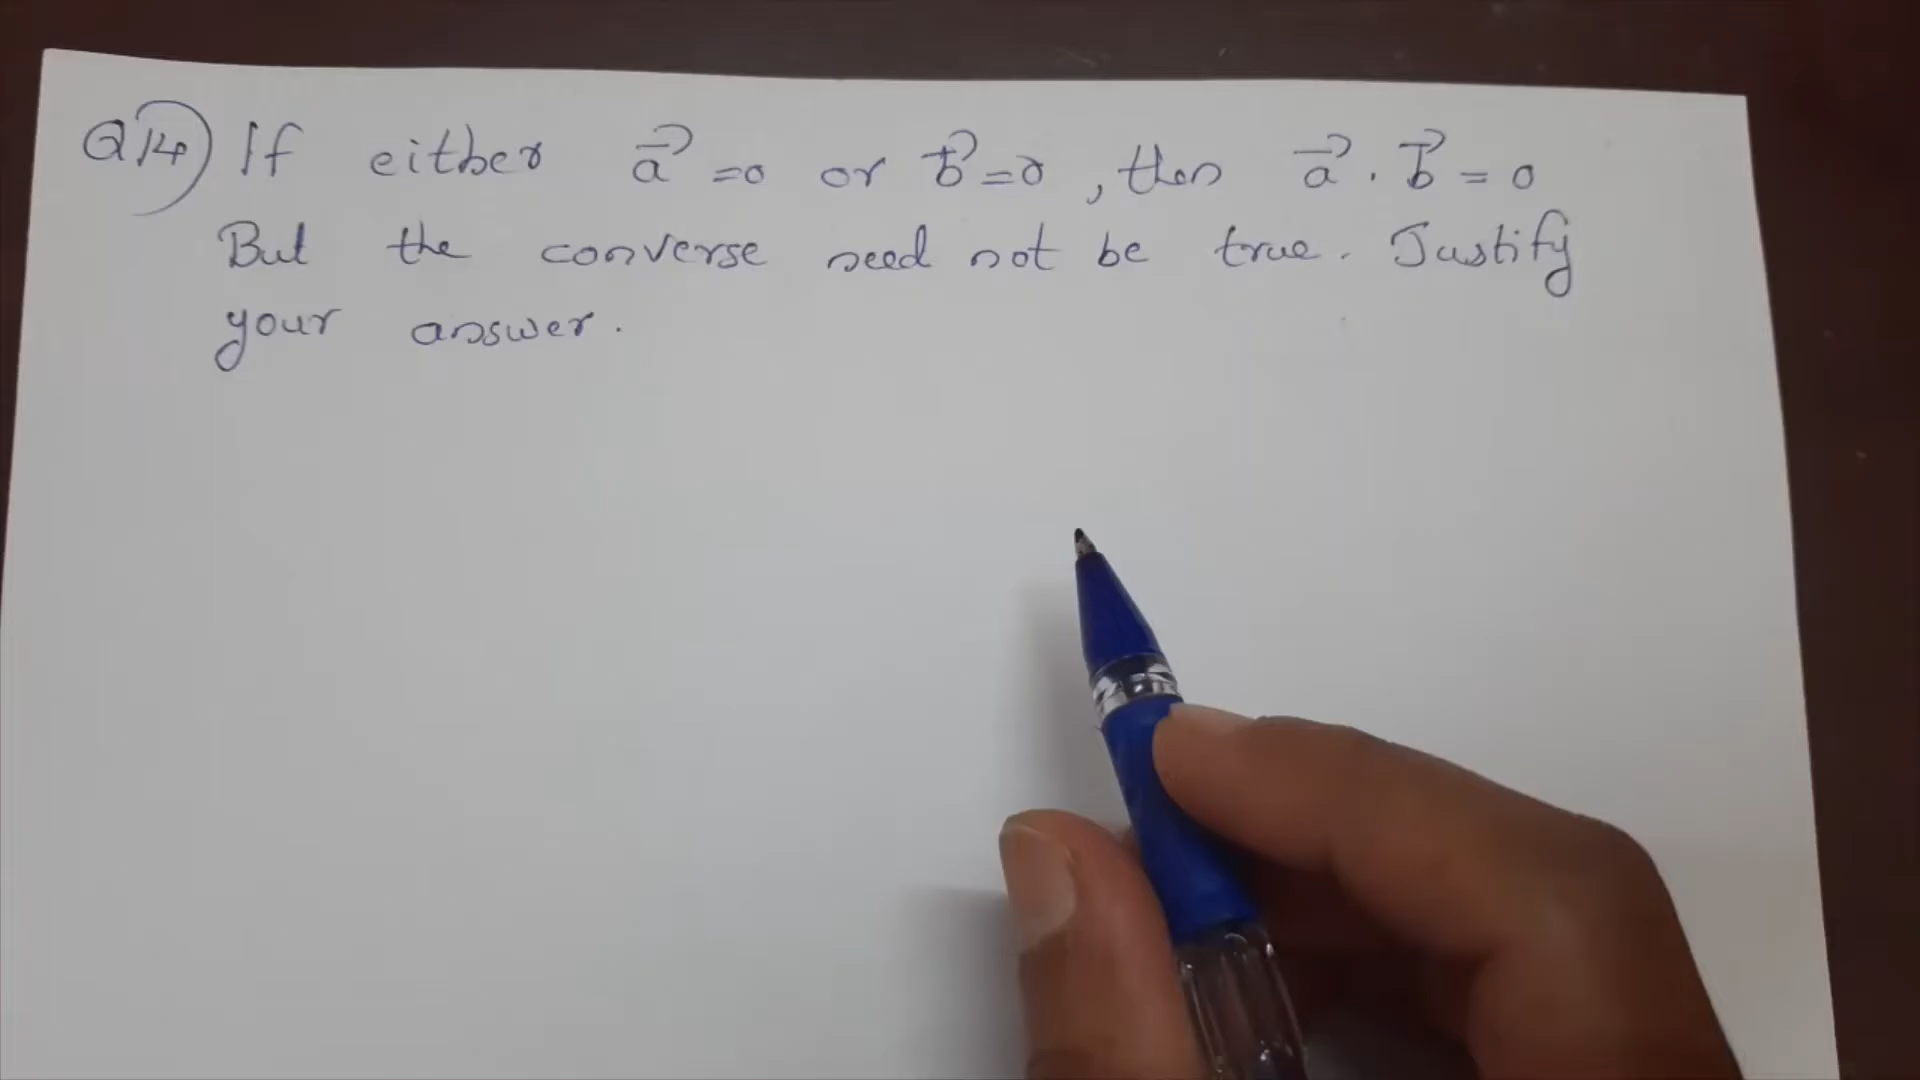 Q14) If either a⃗ = 0 or b⃗ = 0, then a⃗ . b⃗ = 0
But the converse need not be true. Justify
your answer.